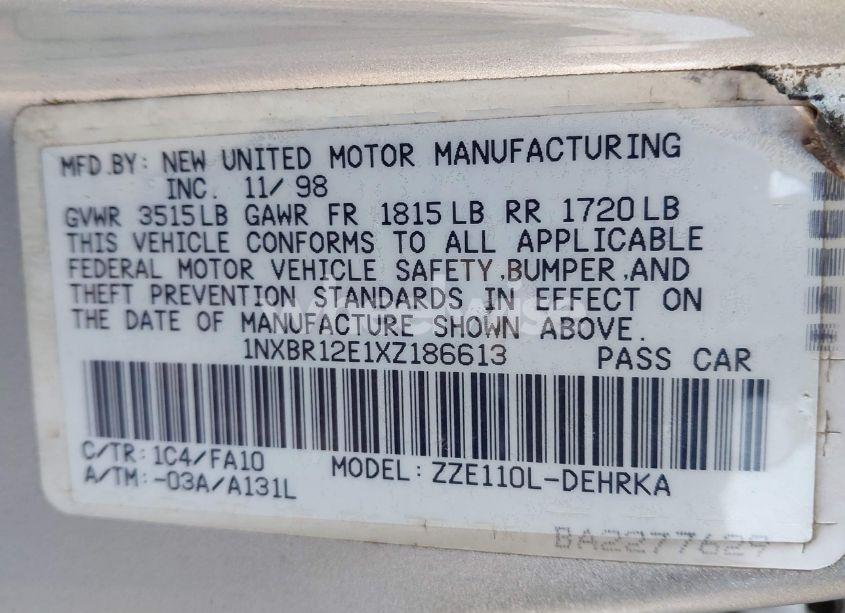 MFD.BY: NEW UNITED MOTOR MANUFACTURING
INC. 11/98
GVWR 3515LB GAWR FR 1815LB RR 1720LB
THIS VEHICLE CONFORMS TO ALL APPLICABLE
FEDERAL MOTOR VEHICLE SAFETY,BUMPER,AND
THEFT PREVENTION STANDARDS IN EFFECT ON
THE DATE OF MANUFACTURE SHOWN ABOVE.
1NXBR12E1XZ186613 PASS CAR
C/TR: 1C4/FA10
A/TM: -03A/A131L
MODEL: ZZE110L-DEHRKA
BA2277629